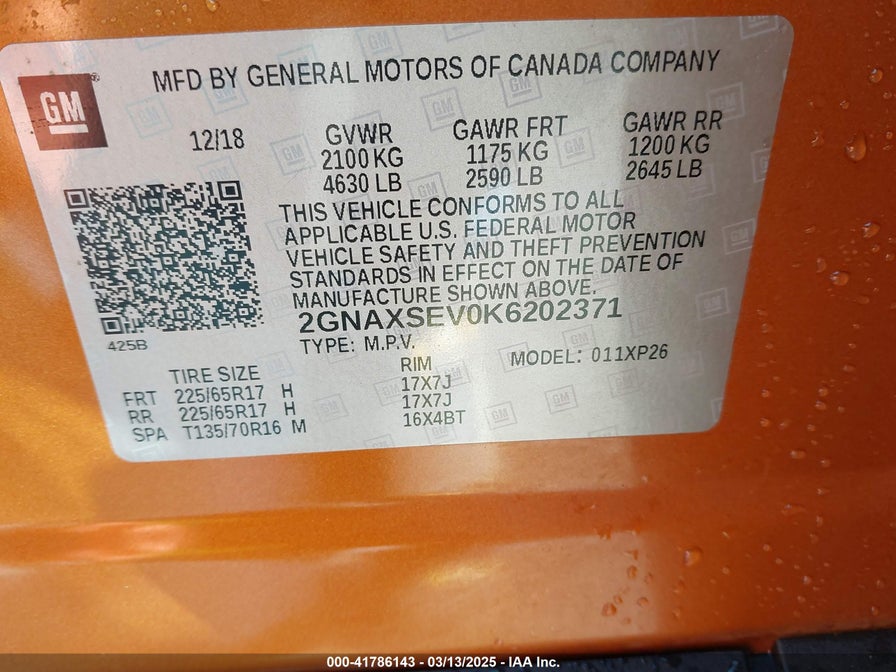 MFD BY GENERAL MOTORS OF CANADA COMPANY
GM
12/18
GVWR
2100 KG
4630 LB
GAWR FRT
1175 KG
2590 LB
GAWR RR
1200 KG
2645 LB
THIS VEHICLE CONFORMS TO ALL
APPLICABLE U.S. FEDERAL MOTOR
VEHICLE SAFETY AND THEFT PREVENTION
STANDARDS IN EFFECT ON THE DATE OF
MANUFACTURE SHOWN ABOVE.
2GNAXSEV0K6202371
425B
TYPE: M.P.V.
MODEL: 011XP26
TIRE SIZE RIM
FRT 225/65R17 H 17X7J
RR 225/65R17 H 17X7J
SPA T135/70R16 M 16X4BT
000-41786143 - 03/13/2025 - IAA Inc.